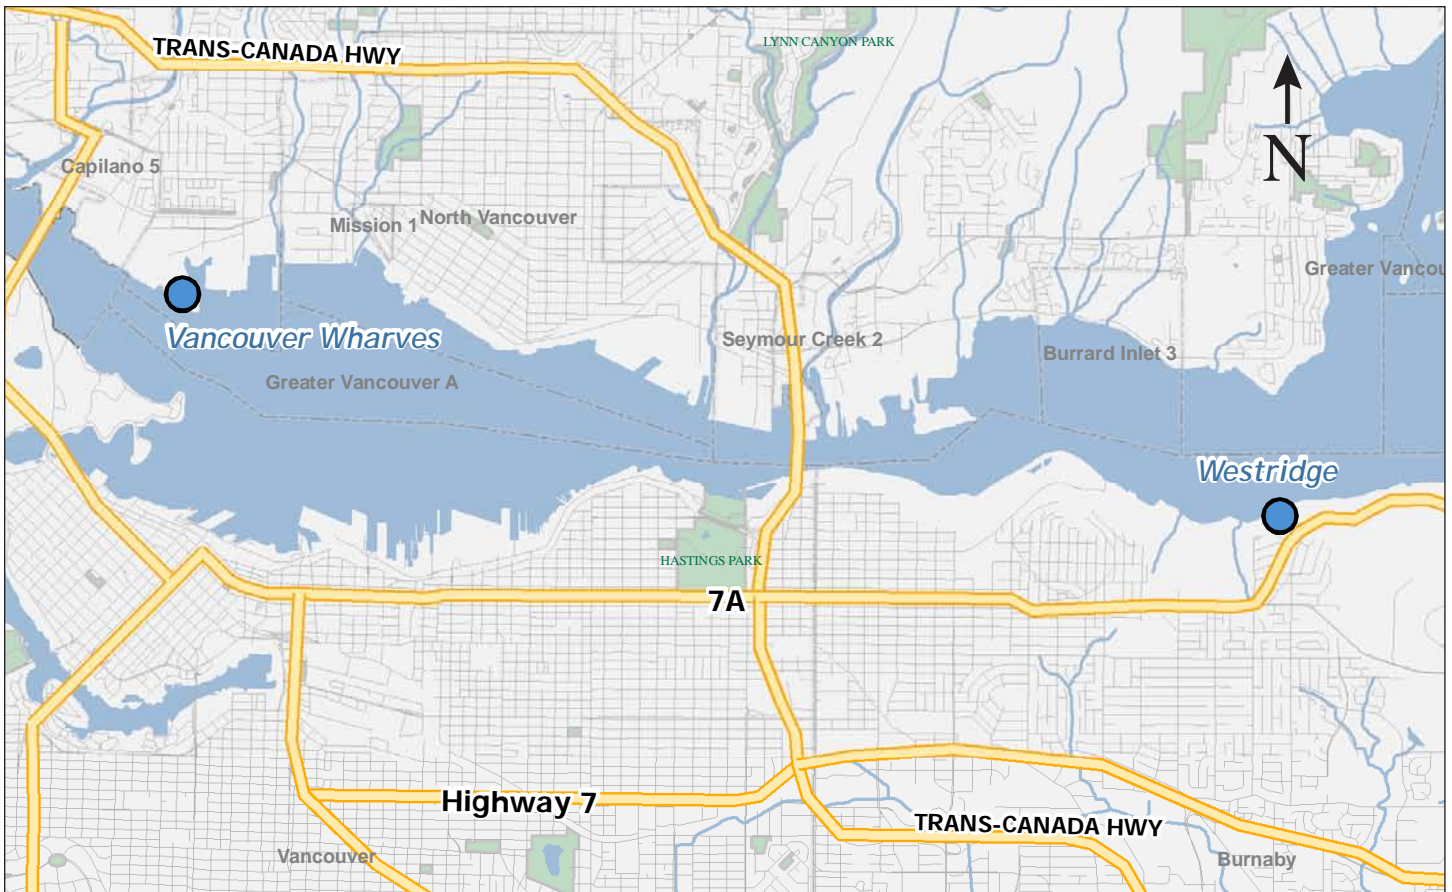 LYNN CANYON PARK
TRANS-CANADA HWY
N
Capilano 5
Mission 1
North Vancouver
Greater Vancou
Vancouver Wharves
Seymour Creek 2
Burrard Inlet 3
Greater Vancouver A
Westridge
HASTINGS PARK
7A
Highway 7
TRANS-CANADA HWY
Vancouver
Burnaby